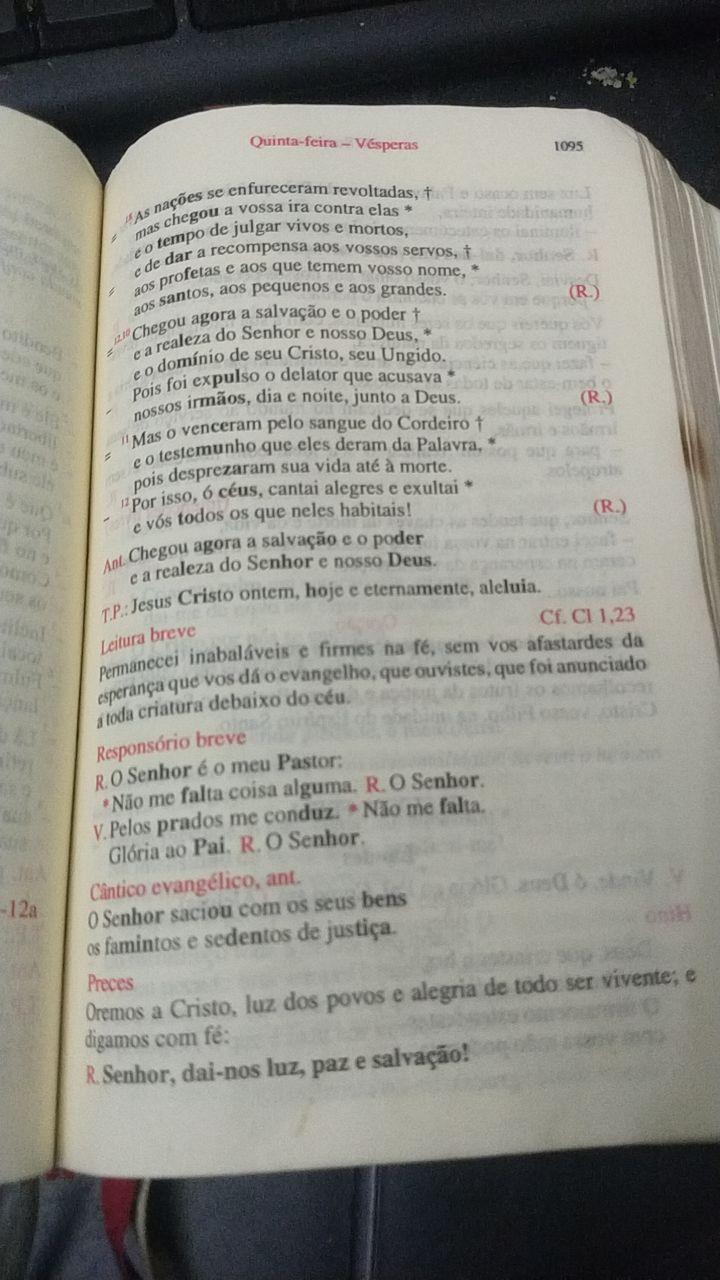 Quinta-feira – Vésperas 1095
= 18 As nações se enfureceram revoltadas, †
mas chegou a vossa ira contra elas *
e o tempo de julgar vivos e mortos,
= e de dar a recompensa aos vossos servos, †
aos profetas e aos que temem vosso nome, *
aos santos, aos pequenos e aos grandes. (R.)
= 12,10 Chegou agora a salvação e o poder †
e a realeza do Senhor e nosso Deus, *
e o domínio de seu Cristo, seu Ungido.
– Pois foi expulso o delator que acusava *
nossos irmãos, dia e noite, junto a Deus. (R.)
= 11 Mas o venceram pelo sangue do Cordeiro †
e o testemunho que eles deram da Palavra, *
pois desprezaram sua vida até à morte.
– 12 Por isso, ó céus, cantai alegres e exultai *
e vós todos os que neles habitais! (R.)
Ant. Chegou agora a salvação e o poder
e a realeza do Senhor e nosso Deus.
T.P.: Jesus Cristo ontem, hoje e eternamente, aleluia.
Leitura breve Cf. Cl 1,23
Permanecei inabaláveis e firmes na fé, sem vos afastardes da
esperança que vos dá o evangelho, que ouvistes, que foi anunciado
a toda criatura debaixo do céu.
Responsório breve
R. O Senhor é o meu Pastor:
* Não me falta coisa alguma. R. O Senhor.
V. Pelos prados me conduz. * Não me falta.
Glória ao Pai. R. O Senhor.
Cântico evangélico, ant.
O Senhor saciou com os seus bens
os famintos e sedentos de justiça.
Preces
Oremos a Cristo, luz dos povos e alegria de todo ser vivente; e
digamos com fé:
R. Senhor, dai-nos luz, paz e salvação!
-12a